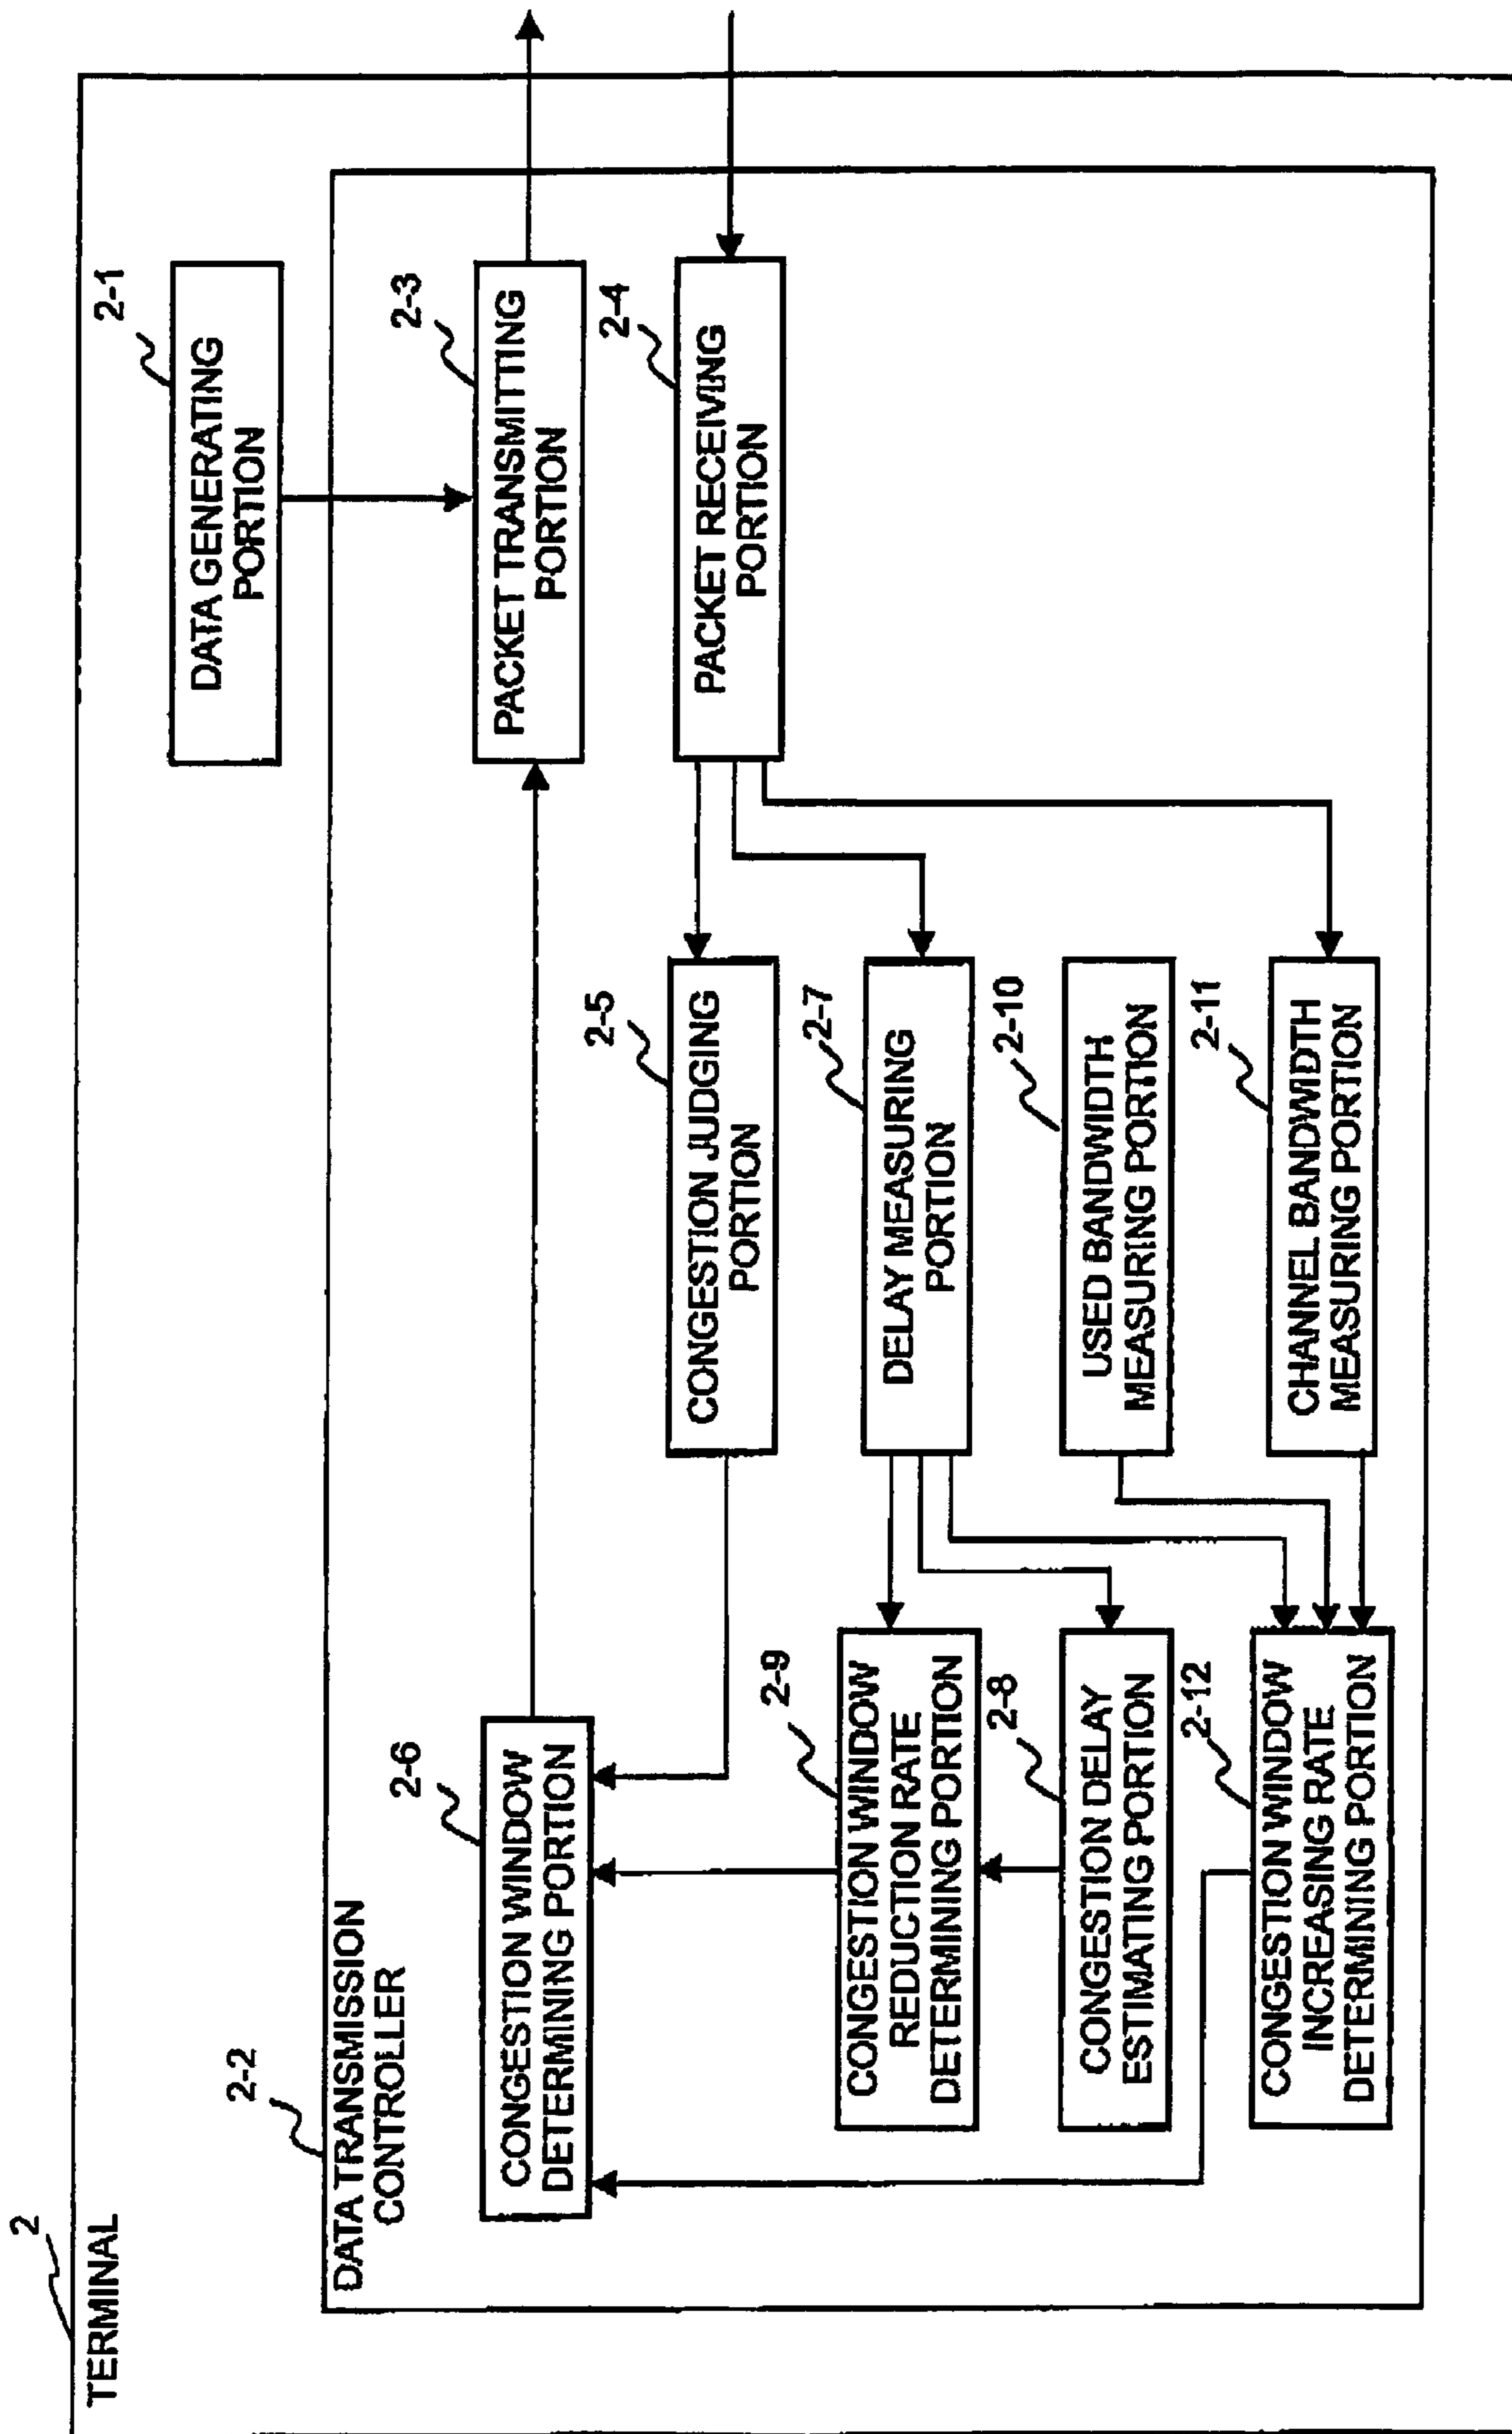 2
TERMINAL
2-2
DATA TRANSMISSION
CONTROLLER
2-1
DATA GENERATING
PORTION
2-6
CONGESTION WINDOW
DETERMINING PORTION
2-3
PACKET TRANSMITTING
PORTION
2-5
CONGESTION JUDGING
PORTION
2-4
PACKET RECEIVING
PORTION
2-9
CONGESTION WINDOW
REDUCTION RATE
DETERMINING PORTION
2-7
DELAY MEASURING
PORTION
2-8
CONGESTION DELAY
ESTIMATING PORTION
2-10
USED BANDWIDTH
MEASURING PORTION
2-12
CONGESTION WINDOW
INCREASING RATE
DETERMINING PORTION
2-11
CHANNEL BANDWIDTH
MEASURING PORTION